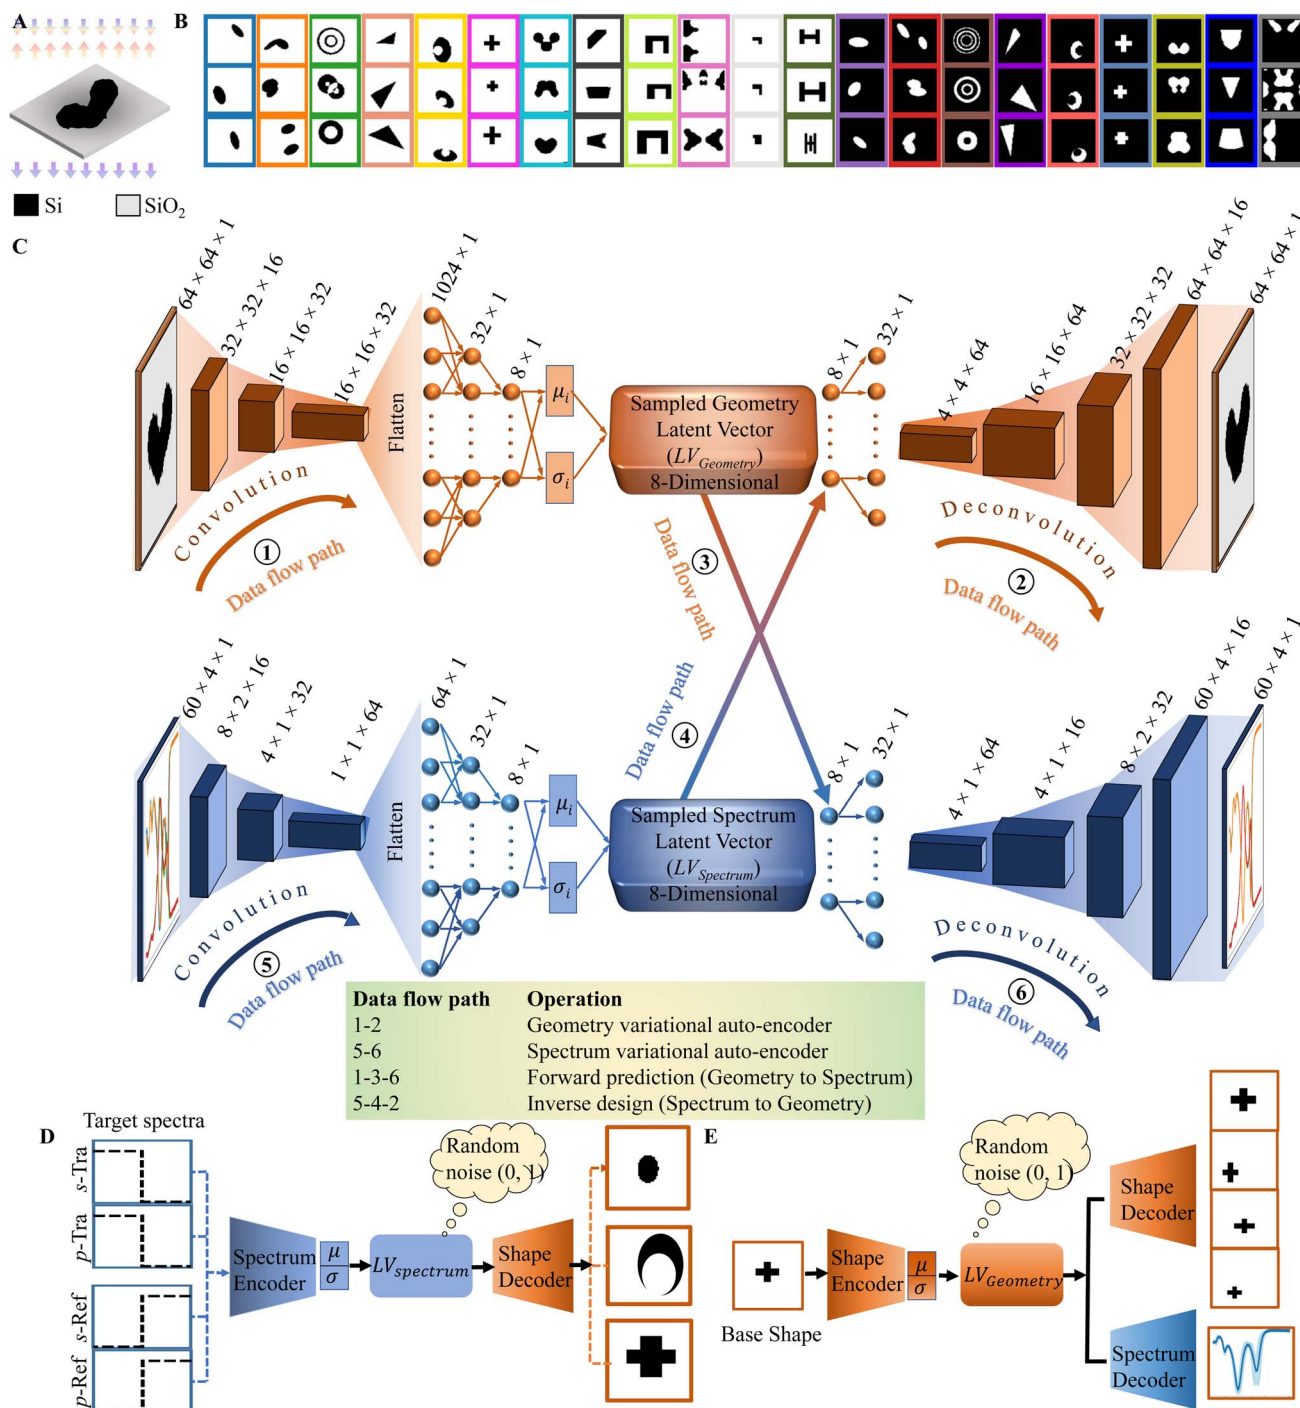 A
B
Si
SiO2
C
64 × 64 × 1
32 × 32 × 16
16 × 16 × 32
16 × 16 × 32
Flatten
1024 × 1
32 × 1
8 × 1
μi
σi
Sampled Geometry
Latent Vector
(LVGeometry)
8-Dimensional
8 × 1
32 × 1
4 × 4 × 64
16 × 16 × 64
32 × 32 × 32
64 × 64 × 16
64 × 64 × 1
Convolution
1
Data flow path
3
Data flow path
Deconvolution
2
Data flow path
4
Data flow path
60 × 4 × 1
8 × 2 × 16
4 × 1 × 32
1 × 1 × 64
Flatten
64 × 1
32 × 1
8 × 1
μi
σi
Sampled Spectrum
Latent Vector
(LVSpectrum)
8-Dimensional
8 × 1
32 × 1
4 × 1 × 64
4 × 1 × 16
8 × 2 × 32
60 × 4 × 16
60 × 4 × 1
Convolution
5
Data flow path
Deconvolution
6
Data flow path
Data flow path Operation
1-2 Geometry variational auto-encoder
5-6 Spectrum variational auto-encoder
1-3-6 Forward prediction (Geometry to Spectrum)
5-4-2 Inverse design (Spectrum to Geometry)
D
Target spectra
s-Tra
p-Tra
s-Ref
p-Ref
Spectrum
Encoder
μ
σ
LVspectrum
Random
noise (0, 1)
Shape
Decoder
E
Base Shape
Shape
Encoder
μ
σ
LVGeometry
Random
noise (0, 1)
Shape
Decoder
Spectrum
Decoder